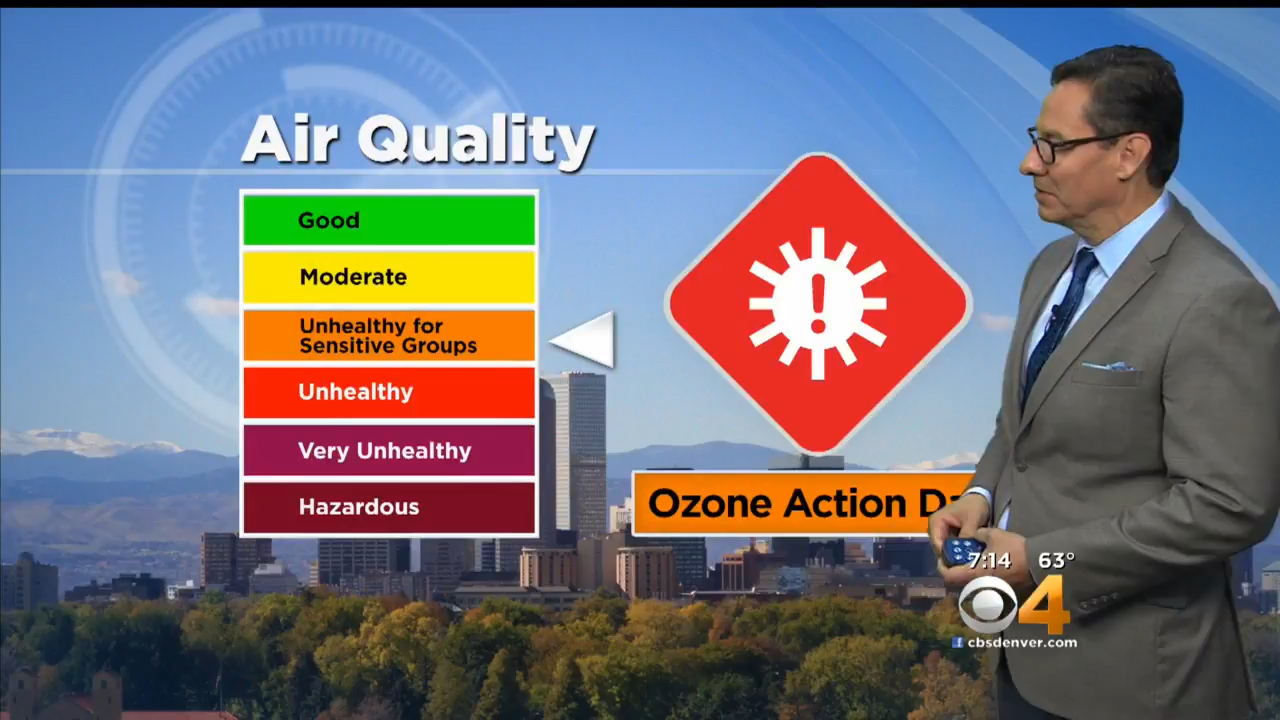 Air Quality
Good
Moderate
Unhealthy for
Sensitive Groups
Unhealthy
Very Unhealthy
Hazardous
!
Ozone Action
7:14 63°
4
f cbsdenver.com